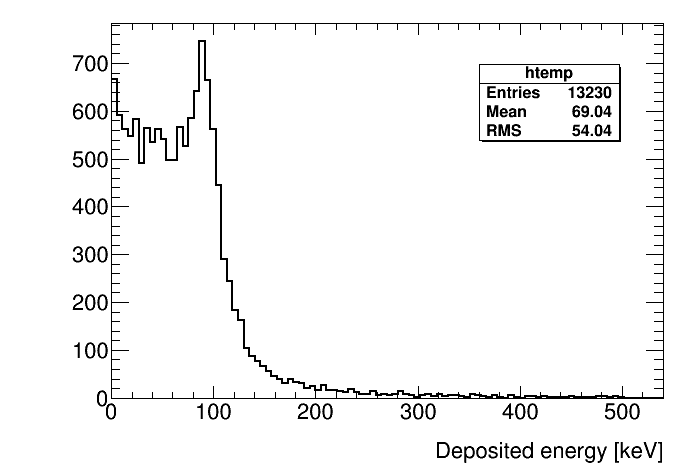 700
600
500
400
300
200
100
0
htemp
Entries 13230
Mean 69.04
RMS 54.04
0 100 200 300 400 500
Deposited energy [keV]